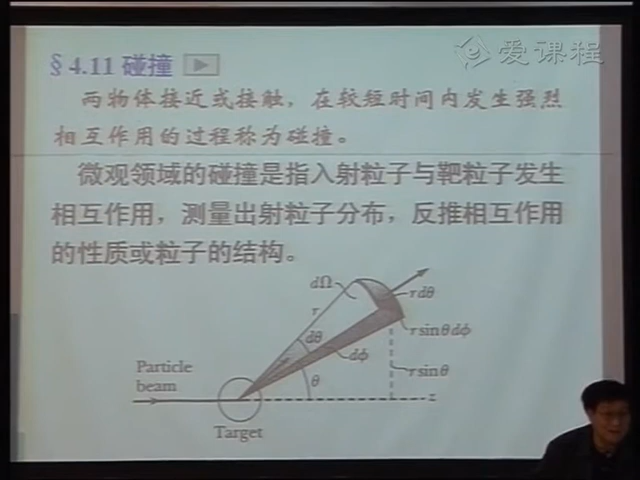 爱课程
§ 4.11 碰撞
两物体接近或接触，在较短时间内发生强烈
相互作用的过程称为碰撞。
微观领域的碰撞是指入射粒子与靶粒子发生
相互作用，测量出射粒子分布，反推相互作用
的性质或粒子的结构。
dΩ
r
rdθ
dθ
r sinθ dϕ
dϕ
Particle
beam
θ
r sinθ
z
Target